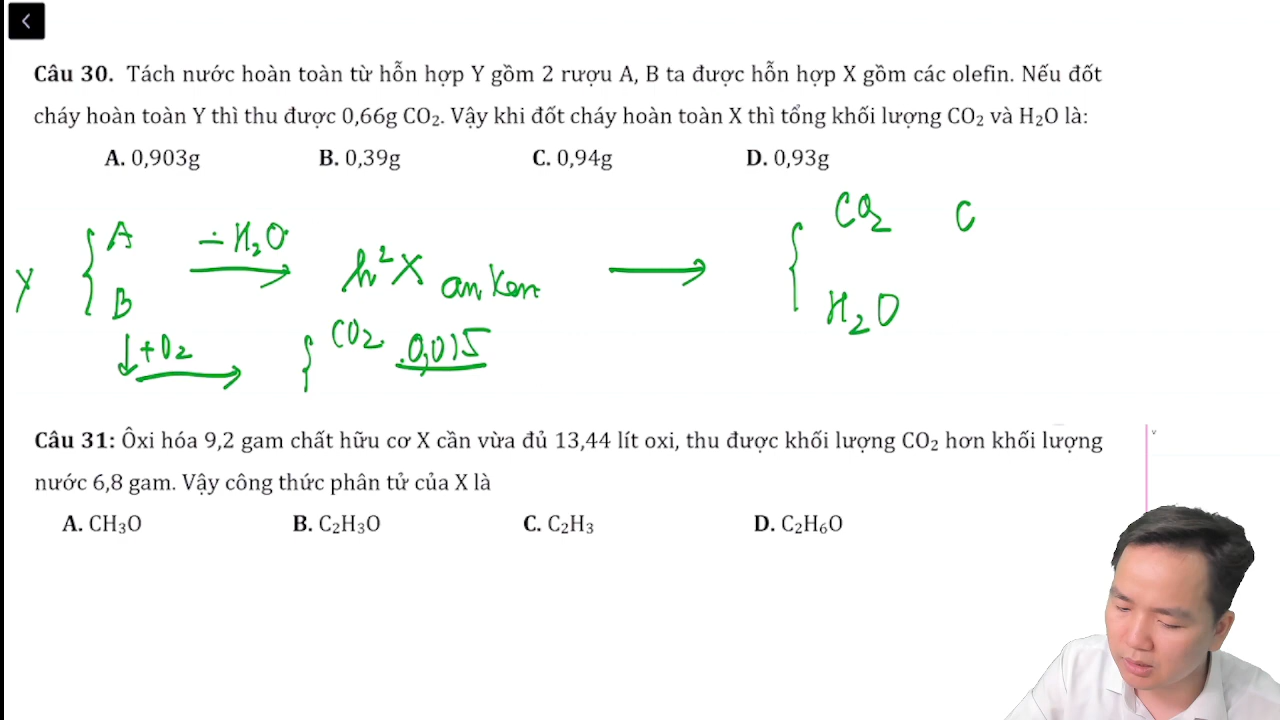 Câu 30. Tách nước hoàn toàn từ hỗn hợp Y gồm 2 rượu A, B ta được hỗn hợp X gồm các olefin. Nếu đốt
cháy hoàn toàn Y thì thu được 0,66g CO₂. Vậy khi đốt cháy hoàn toàn X thì tổng khối lượng CO₂ và H₂O là:
A. 0,903g B. 0,39g C. 0,94g D. 0,93g
Y { A B
- H₂O
h² X anken
CO₂ C
H₂O
↓ + O₂
{ CO₂ 0,015
Câu 31: Ôxi hóa 9,2 gam chất hữu cơ X cần vừa đủ 13,44 lít oxi, thu được khối lượng CO₂ hơn khối lượng
nước 6,8 gam. Vậy công thức phân tử của X là
A. CH₃O B. C₂H₃O C. C₂H₃ D. C₂H₆O